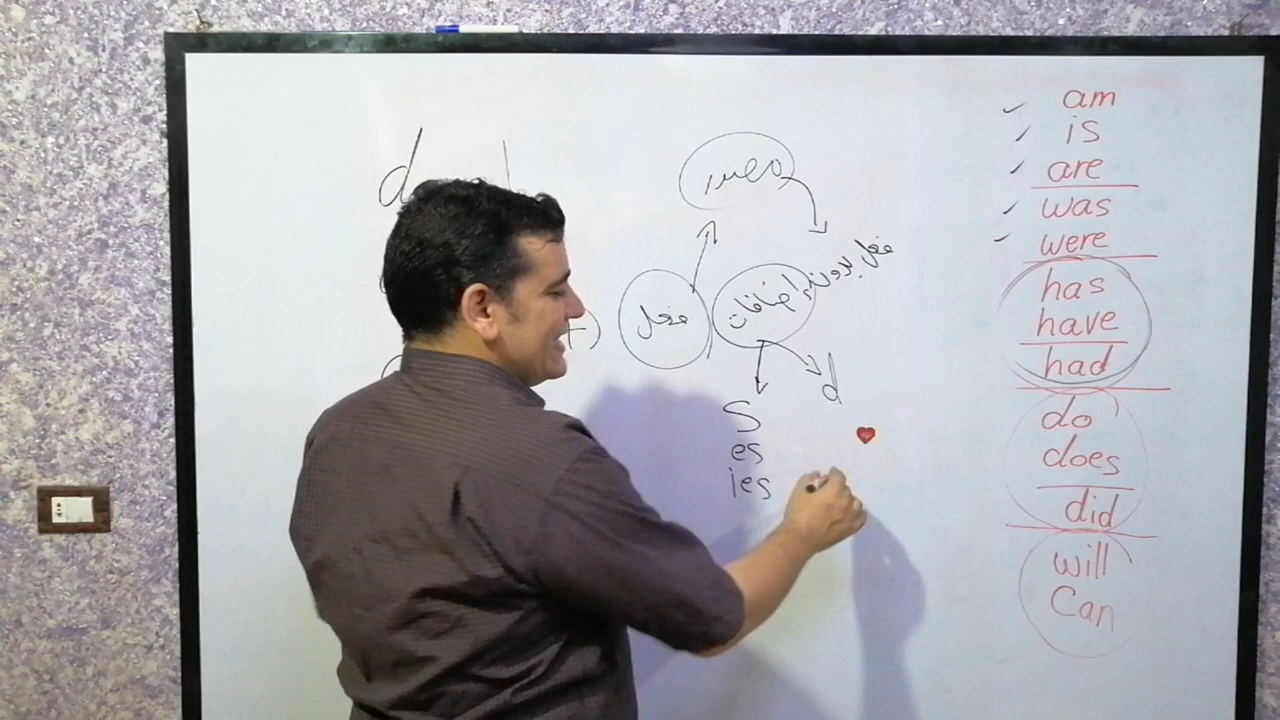 مصدر
فعل
إضافات
فعل بدون
d
S
es
ies
am
is
are
was
were
has
have
had
do
does
did
will
Can